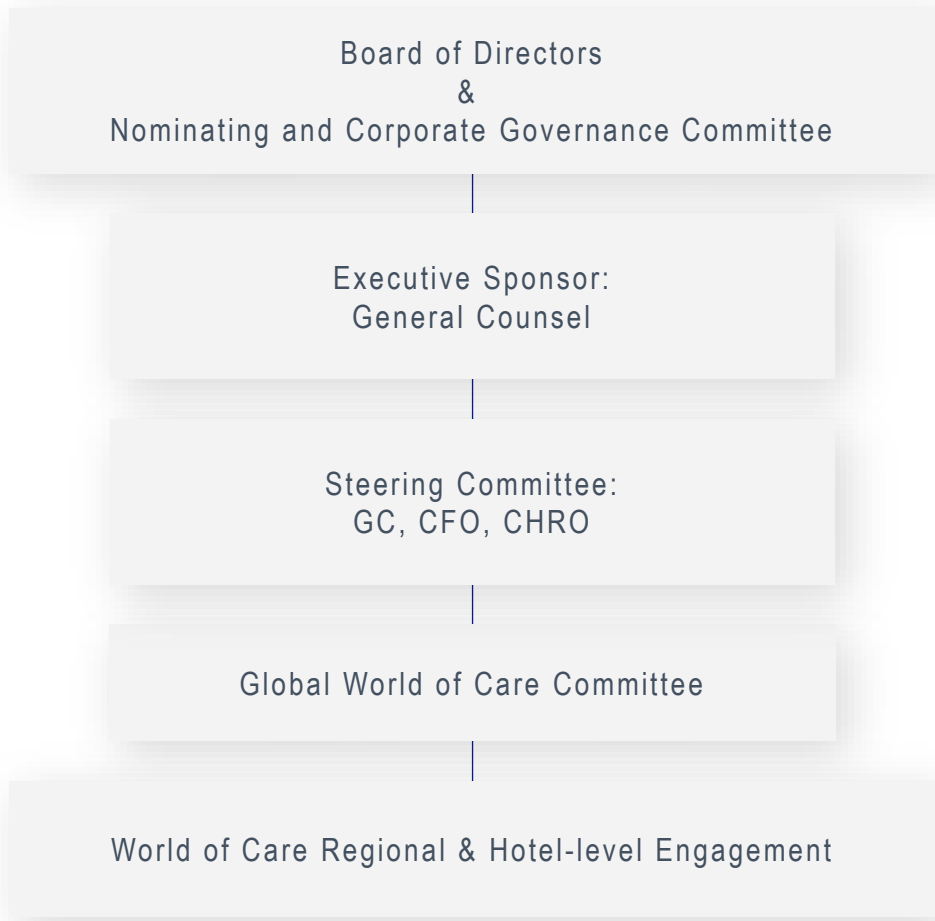 Board of Directors
&
Nominating and Corporate Governance Committee
Executive Sponsor:
General Counsel
Steering Committee:
GC, CFO, CHRO
Global World of Care Committee
World of Care Regional & Hotel-level Engagement